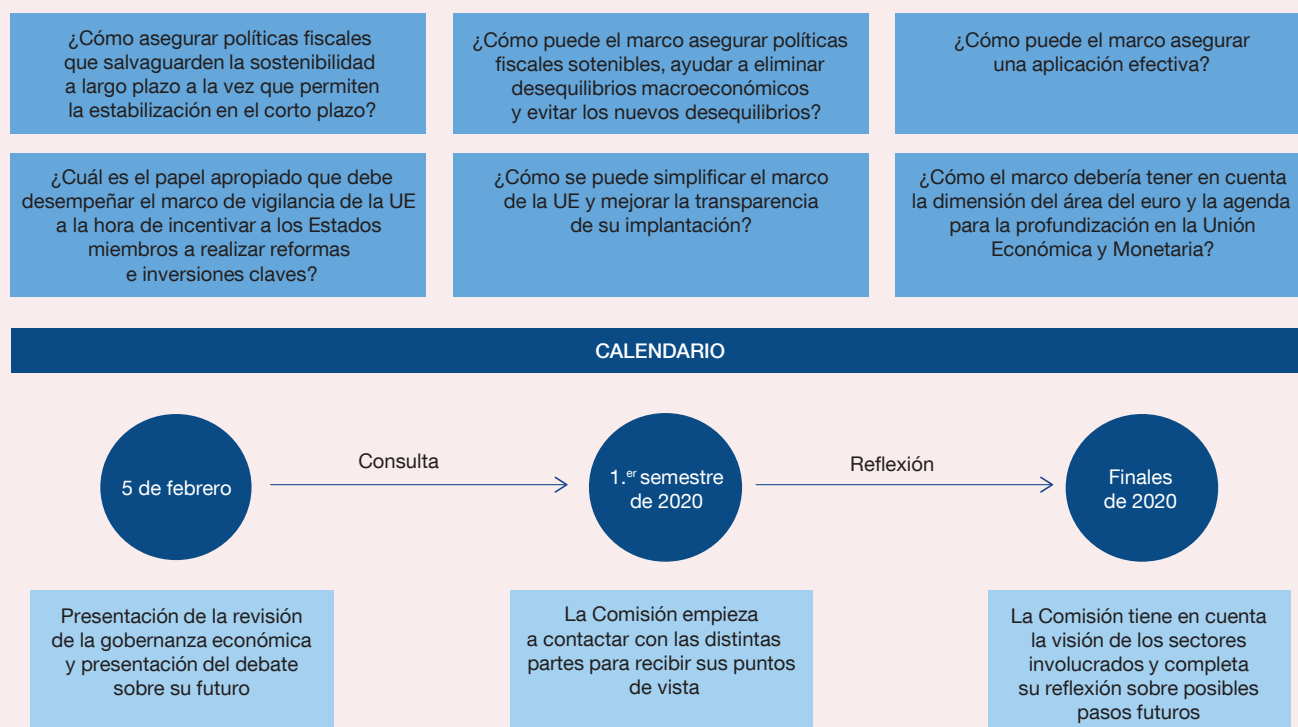 ¿Cómo asegurar políticas fiscales
que salvaguarden la sostenibilidad
a largo plazo a la vez que permiten
la estabilización en el corto plazo?
¿Cómo puede el marco asegurar políticas
fiscales sotenibles, ayudar a eliminar
desequilibrios macroeconómicos
y evitar los nuevos desequilibrios?
¿Cómo puede el marco asegurar
una aplicación efectiva?
¿Cuál es el papel apropiado que debe
desempeñar el marco de vigilancia de la UE
a la hora de incentivar a los Estados
miembros a realizar reformas
e inversiones claves?
¿Cómo se puede simplificar el marco
de la UE y mejorar la transparencia
de su implantación?
¿Cómo el marco debería tener en cuenta
la dimensión del área del euro y la agenda
para la profundización en la Unión
Económica y Monetaria?
CALENDARIO
5 de febrero
Consulta
1.er semestre
de 2020
Reflexión
Finales
de 2020
Presentación de la revisión
de la gobernanza económica
y presentación del debate
sobre su futuro
La Comisión empieza
a contactar con las distintas
partes para recibir sus puntos
de vista
La Comisión tiene en cuenta
la visión de los sectores
involucrados y completa
su reflexión sobre posibles
pasos futuros